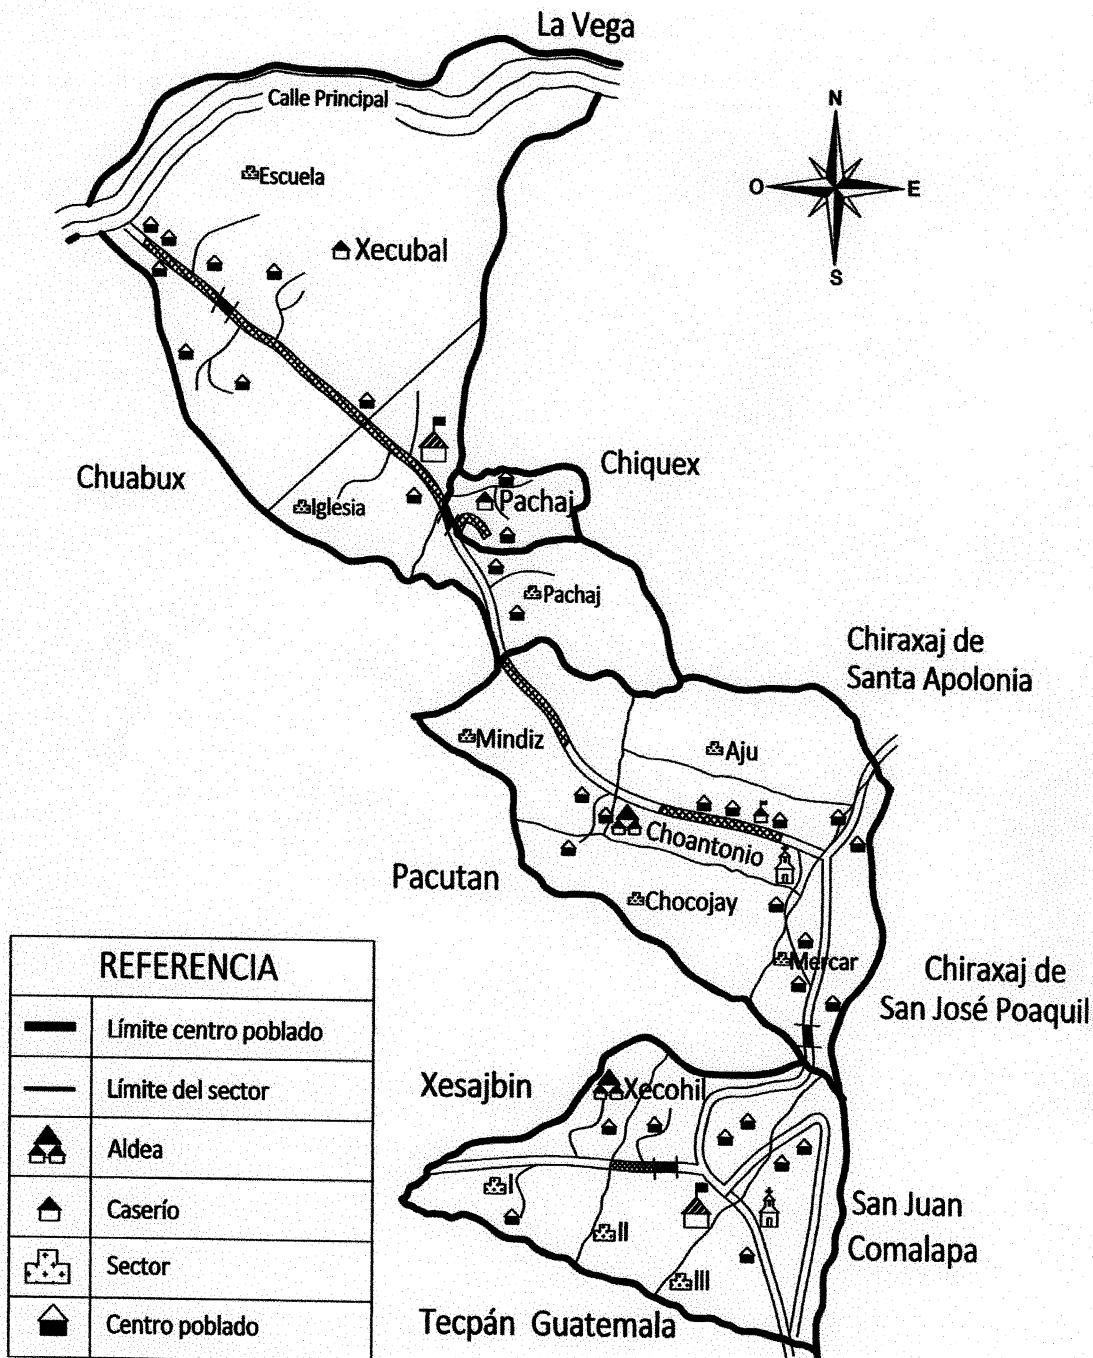 La Vega
Calle Principal
N
O
E
S
Escuela
Xecubal
Chuabux
Chiquex
Pachaj
Iglesia
Pachaj
Chiraxaj de
Santa Apolonia
Mindiz
Aju
Choantonio
Pacutan
Chocojay
Mercar
Chiraxaj de
San José Poaquil
REFERENCIA
Límite centro poblado
Límite del sector
Aldea
Caserío
Sector
Centro poblado
Xesajbin
Xecohil
I
II
III
San Juan
Comalapa
Tecpán Guatemala